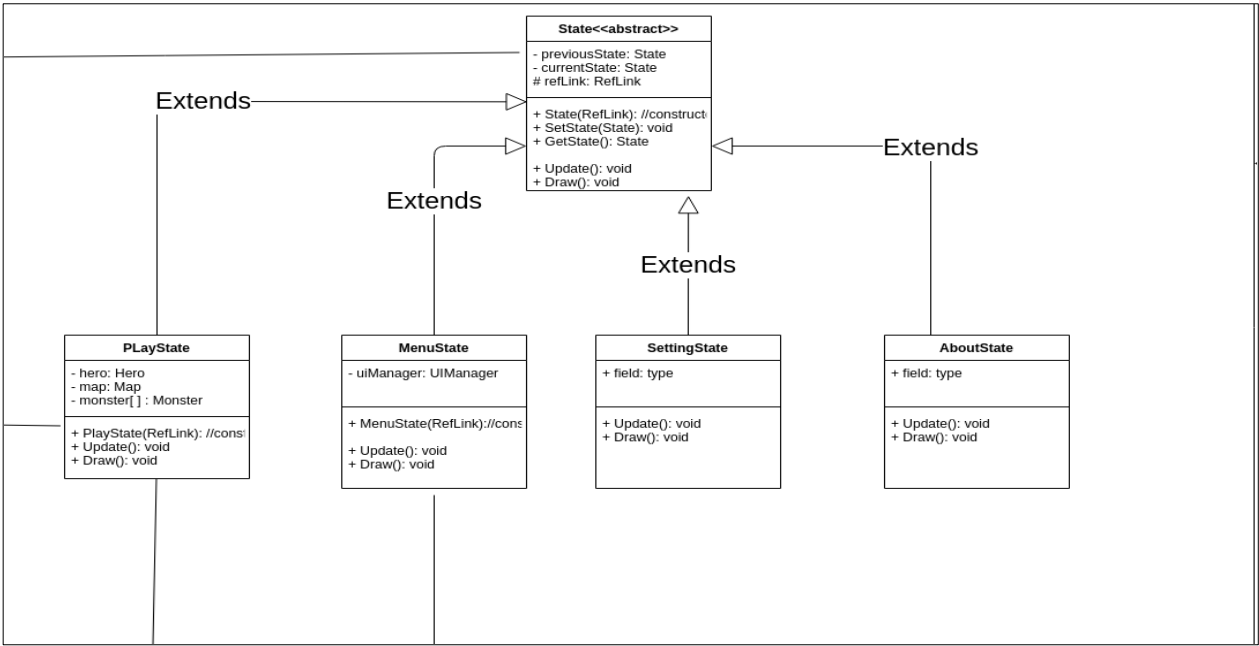 State<<abstract>>
- previousState: State
- currentState: State
# refLink: RefLink
+ State(RefLink): //construct
+ SetState(State): void
+ GetState(): State
+ Update(): void
+ Draw(): void
Extends
Extends
Extends
Extends
PLayState
- hero: Hero
- map: Map
- monster[ ] : Monster
+ PlayState(RefLink): //cons
+ Update(): void
+ Draw(): void
MenuState
- uiManager: UIManager
+ MenuState(RefLink)://cons
+ Update(): void
+ Draw(): void
SettingState
+ field: type
+ Update(): void
+ Draw(): void
AboutState
+ field: type
+ Update(): void
+ Draw(): void